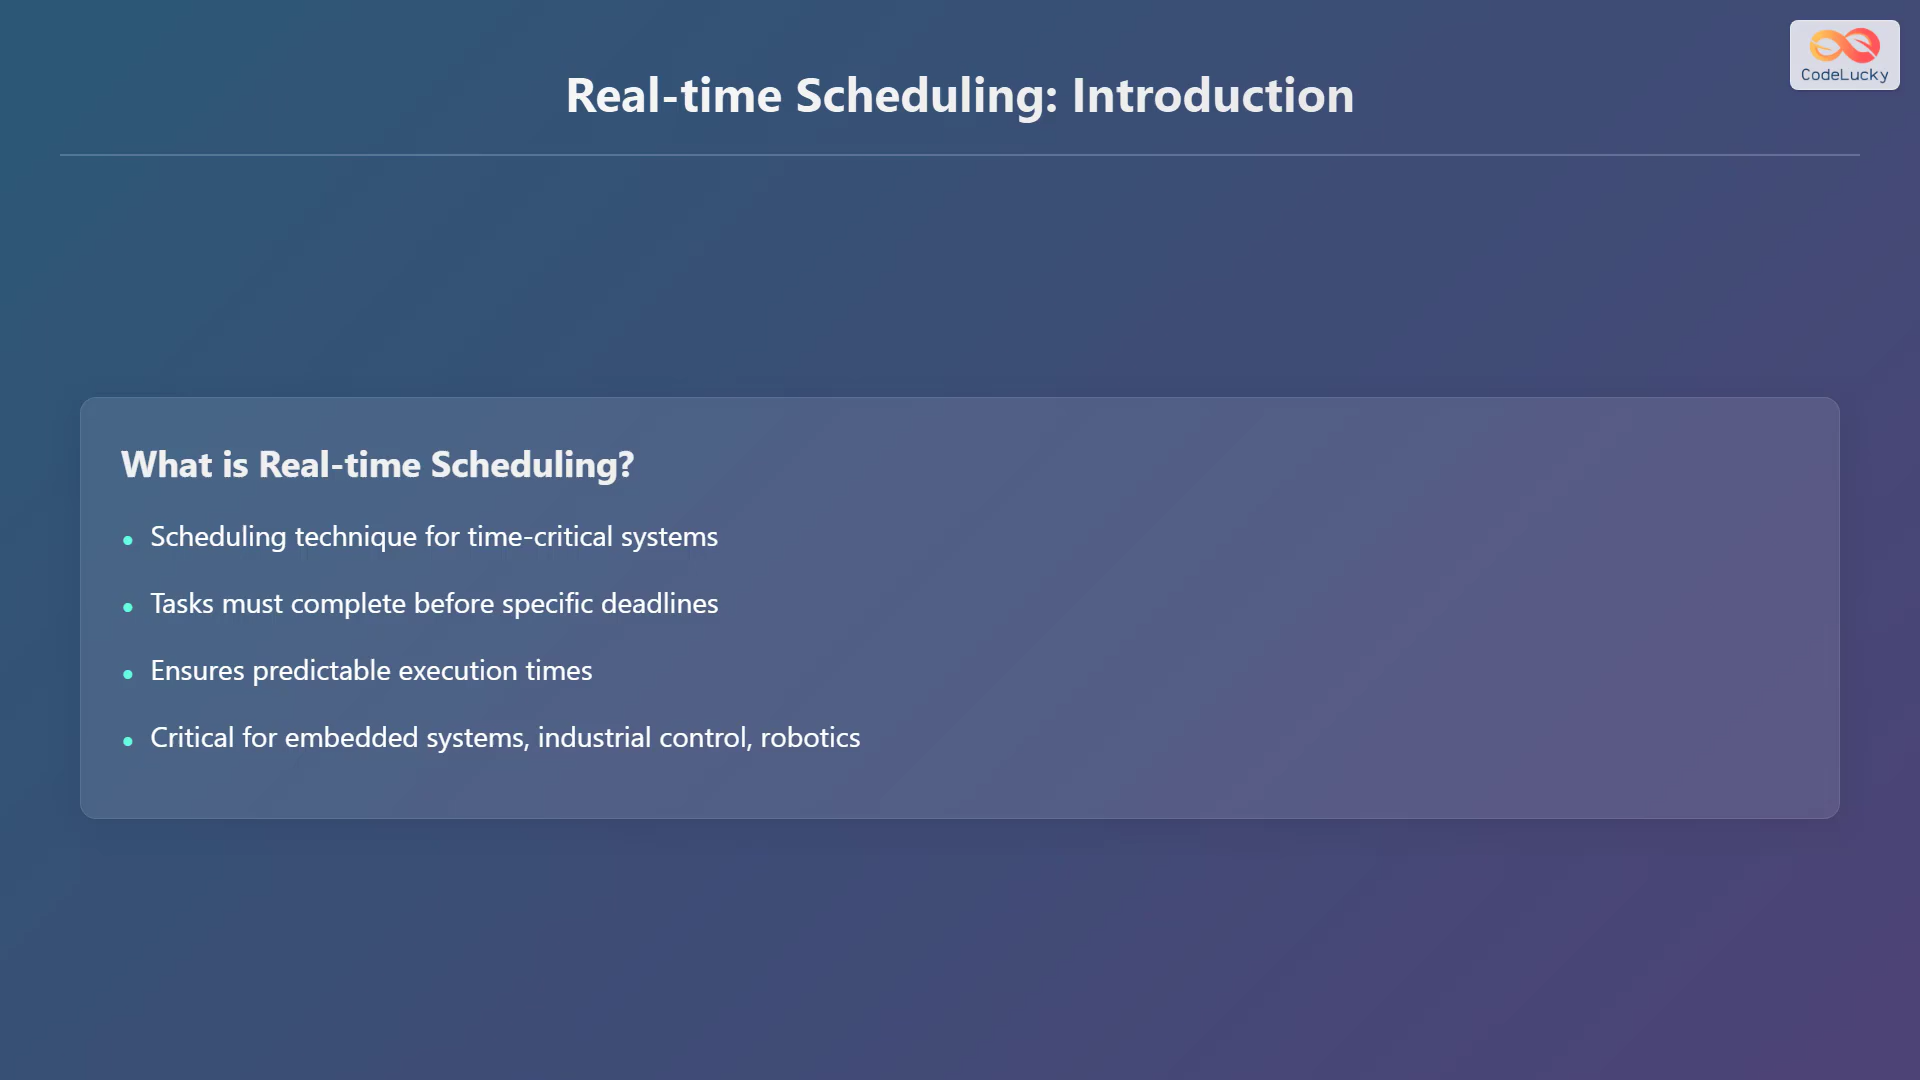 CodeLucky
Real-time Scheduling: Introduction
What is Real-time Scheduling?
• Scheduling technique for time-critical systems
• Tasks must complete before specific deadlines
• Ensures predictable execution times
• Critical for embedded systems, industrial control, robotics